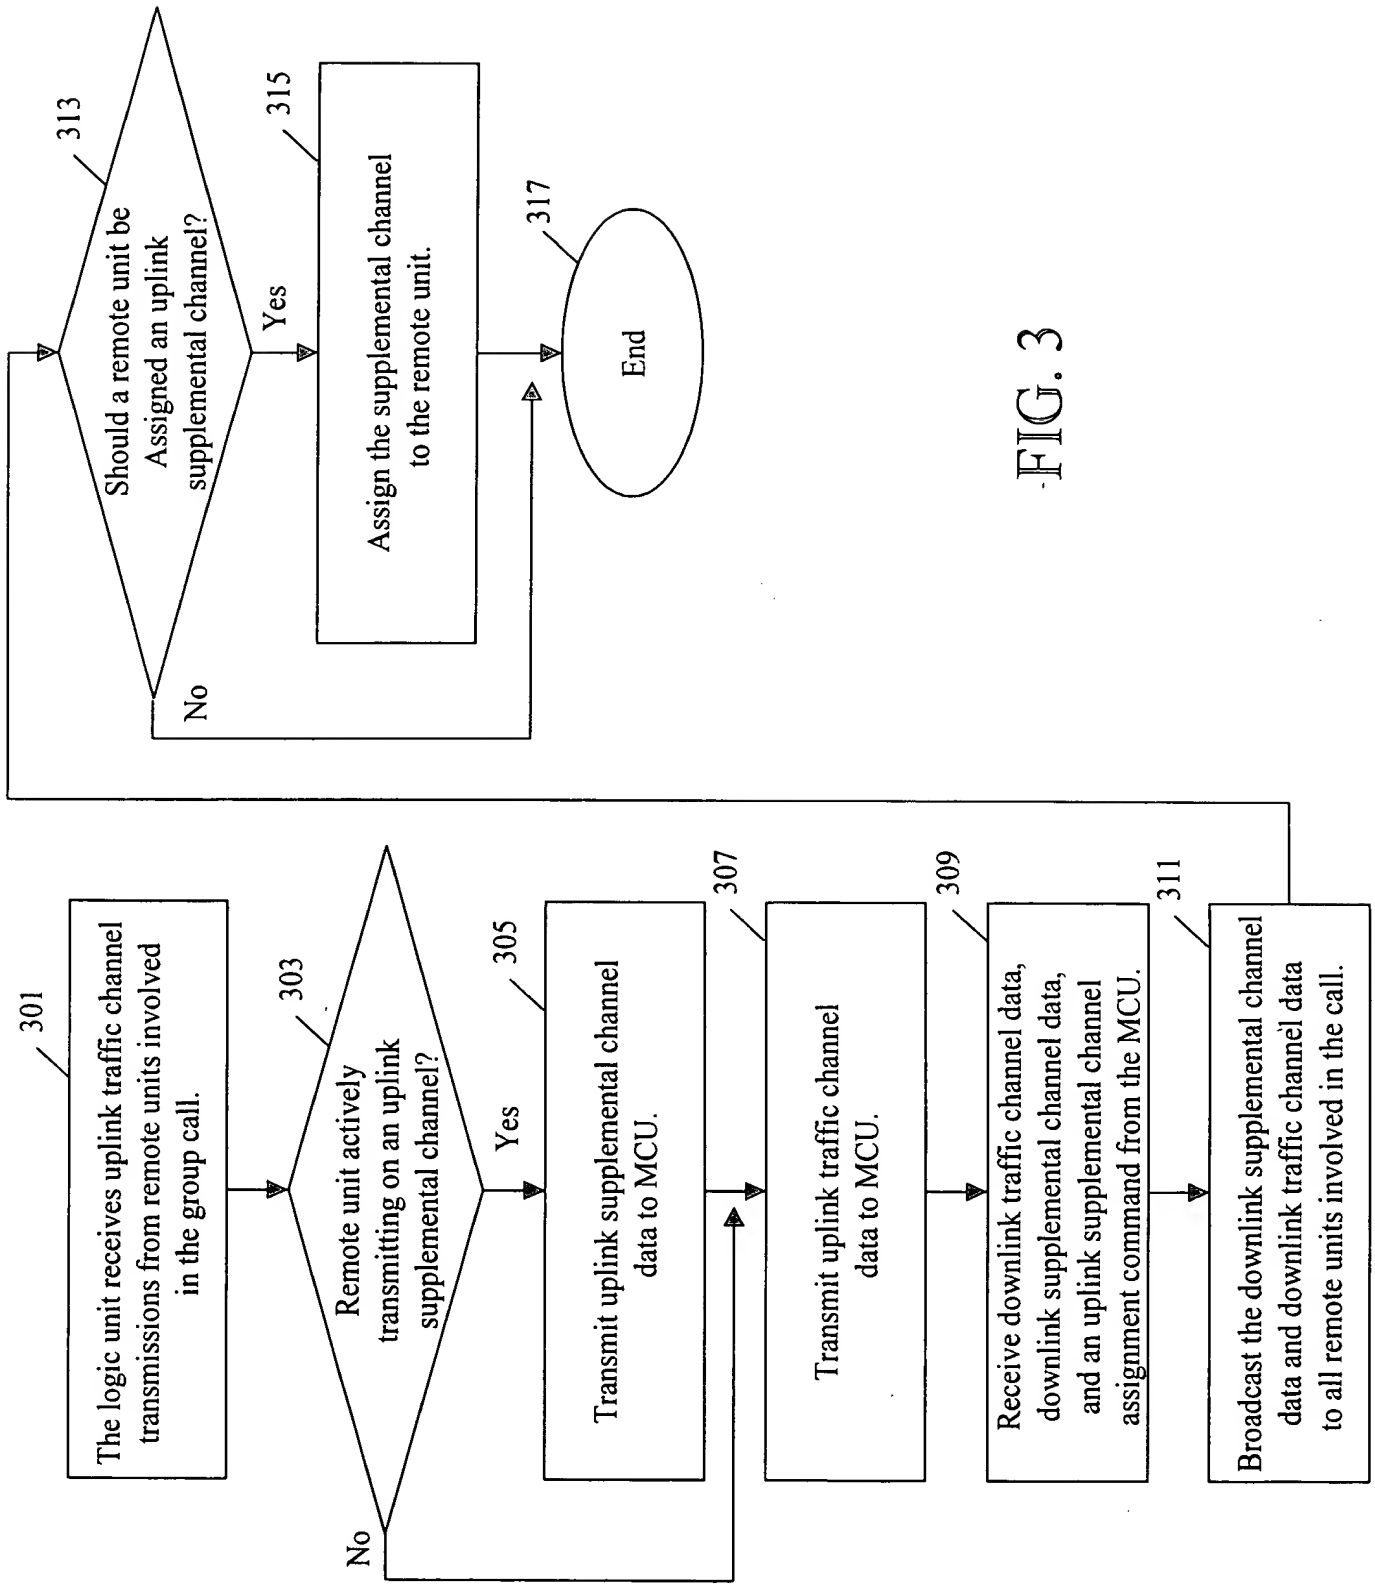 301
The logic unit receives uplink traffic channel
transmissions from remote units involved
in the group call.
303
Remote unit actively
transmitting on an uplink
supplemental channel?
No
Yes
305
Transmit uplink supplemental channel
data to MCU.
307
Transmit uplink traffic channel
data to MCU.
309
Receive downlink traffic channel data,
downlink supplemental channel data,
and an uplink supplemental channel
assignment command from the MCU.
311
Broadcast the downlink supplemental channel
data and downlink traffic channel data
to all remote units involved in the call.
313
Should a remote unit be
Assigned an uplink
supplemental channel?
No
Yes
315
Assign the supplemental channel
to the remote unit.
317
End
FIG. 3